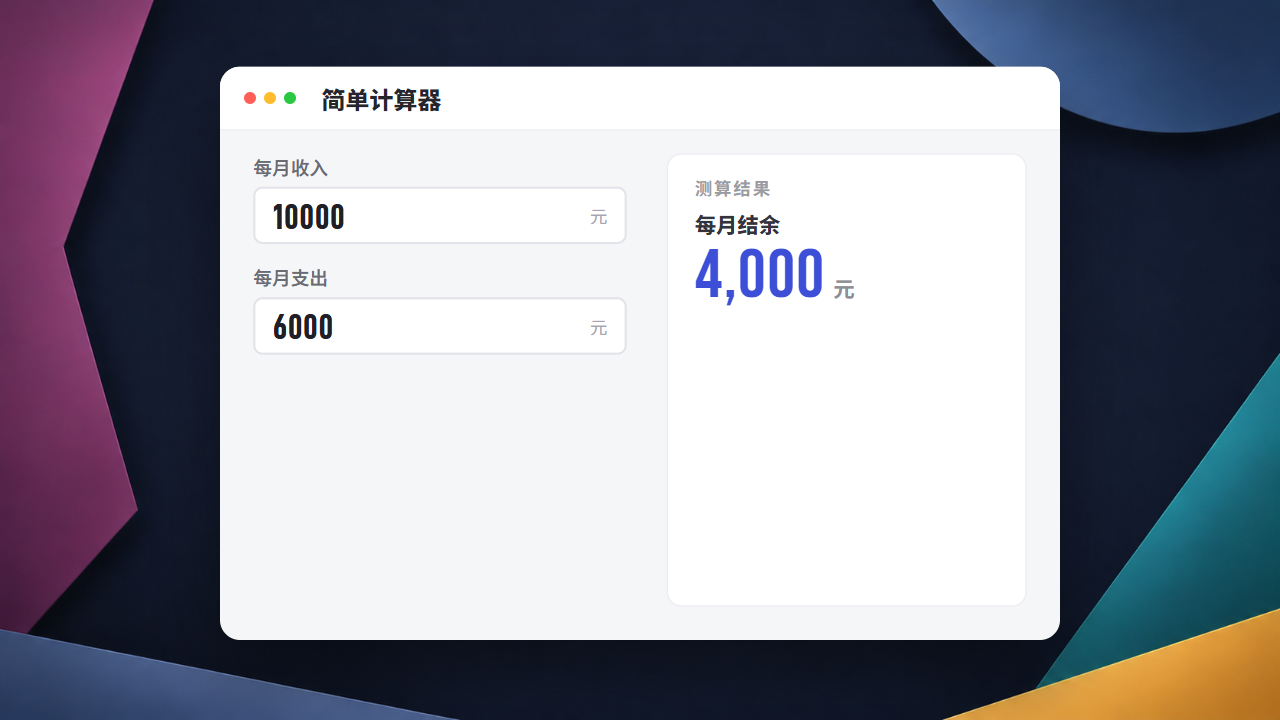 简单计算器
每月收入
10000 元
每月支出
6000 元
测算结果
每月结余
4,000 元